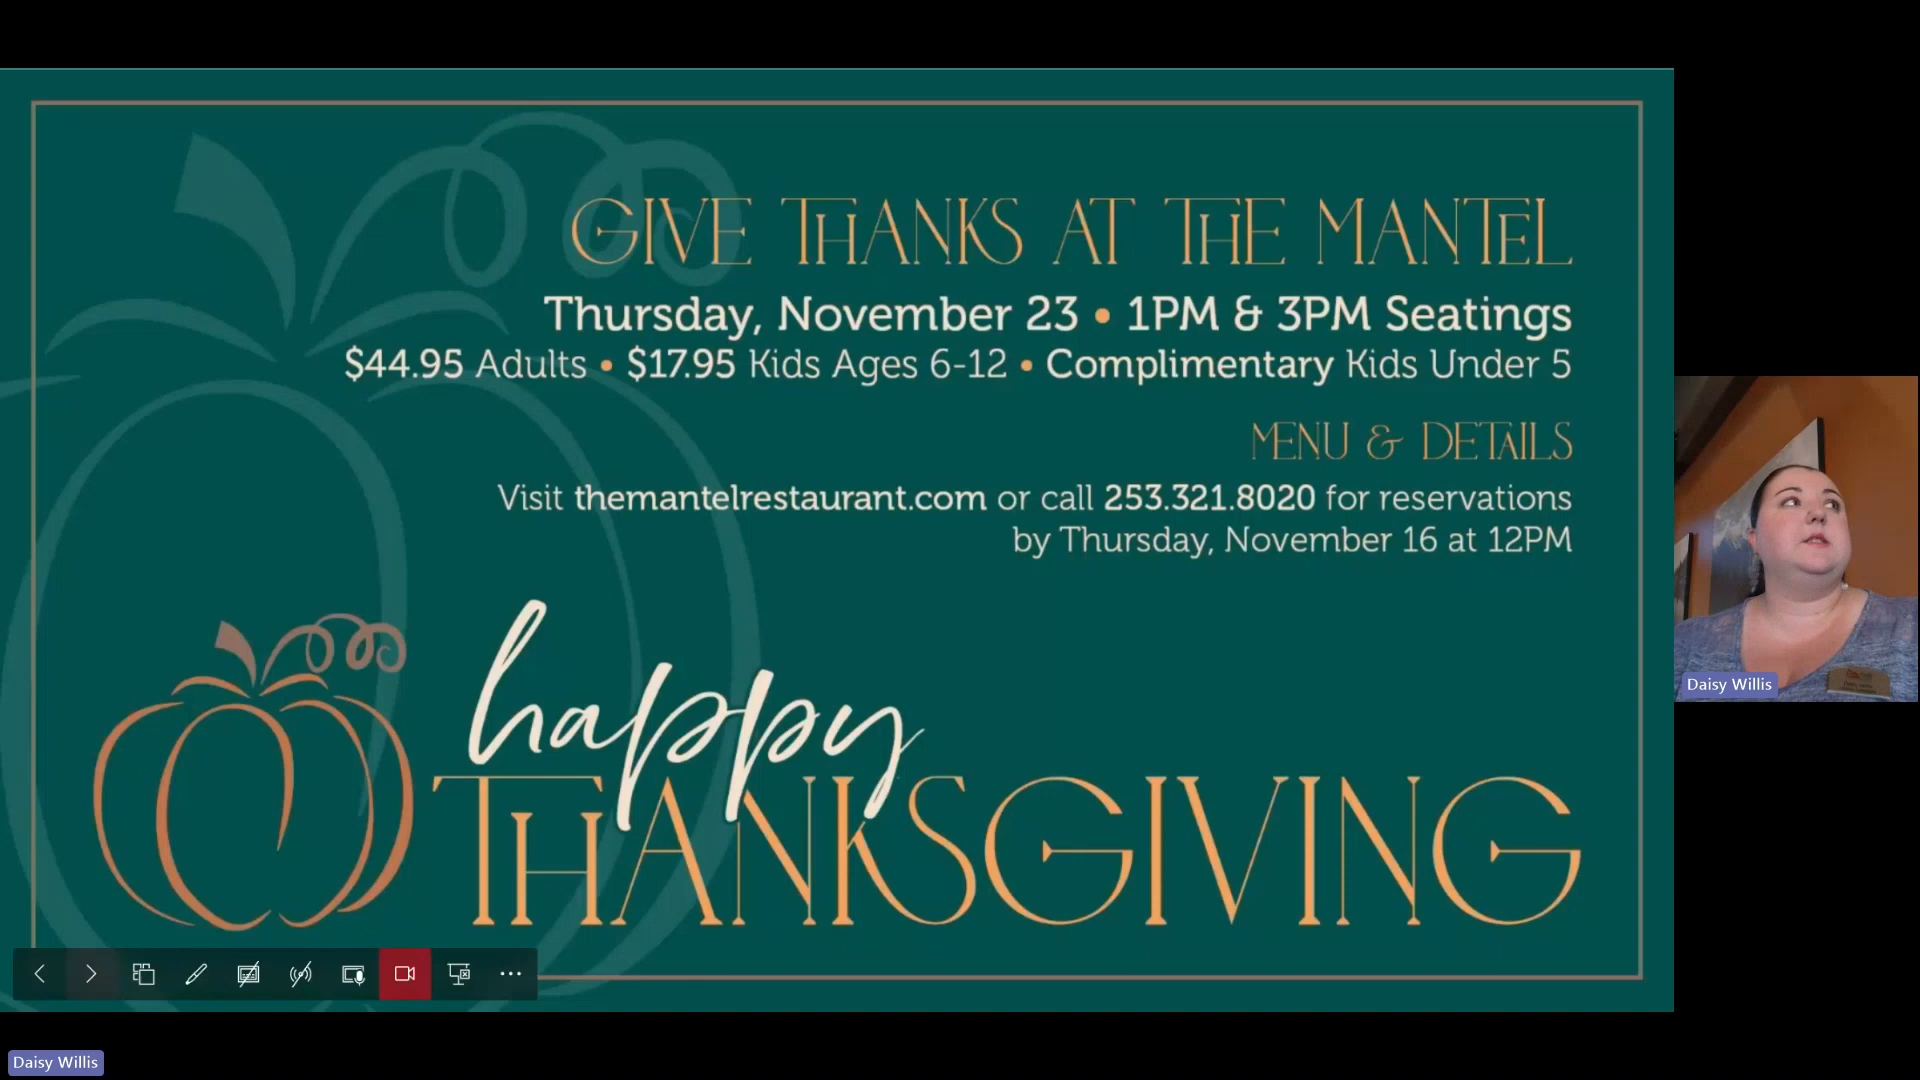 GIVE THANKS AT THE MANTEL
Thursday, November 23 • 1PM & 3PM Seatings
$44.95 Adults • $17.95 Kids Ages 6-12 • Complimentary Kids Under 5
MENU & DETAILS
Visit themantelrestaurant.com or call 253.321.8020 for reservations
by Thursday, November 16 at 12PM
happy
THANKSGIVING
Daisy Willis
Daisy Willis